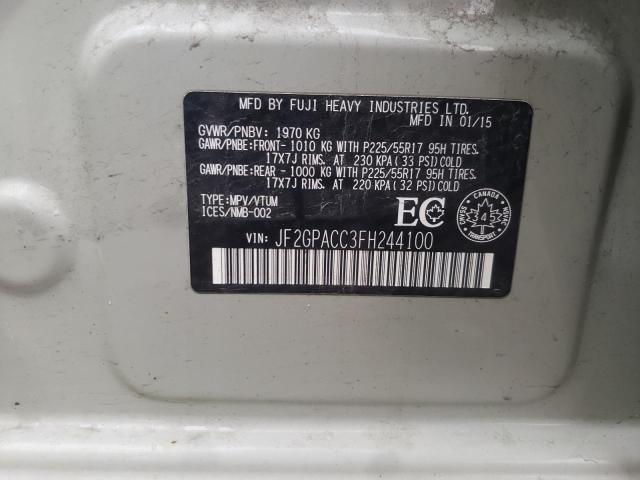 MFD BY FUJI HEAVY INDUSTRIES LTD.
MFD IN 01/15
GVWR/PNBV: 1970 KG
GAWR/PNBE:FRONT- 1010 KG WITH P225/55R17 95H TIRES.
17X7J RIMS. AT 230 KPA( 33 PSI) COLD
GAWR/PNBE:REAR - 1000 KG WITH P225/55R17 95H TIRES.
17X7J RIMS. AT 220 KPA( 32 PSI) COLD
TYPE:MPV/VTUM
ICES/NMB-002
EC
CANADA
CMVSS
4
NSVAC
VIN: JF2GPACC3FH244100